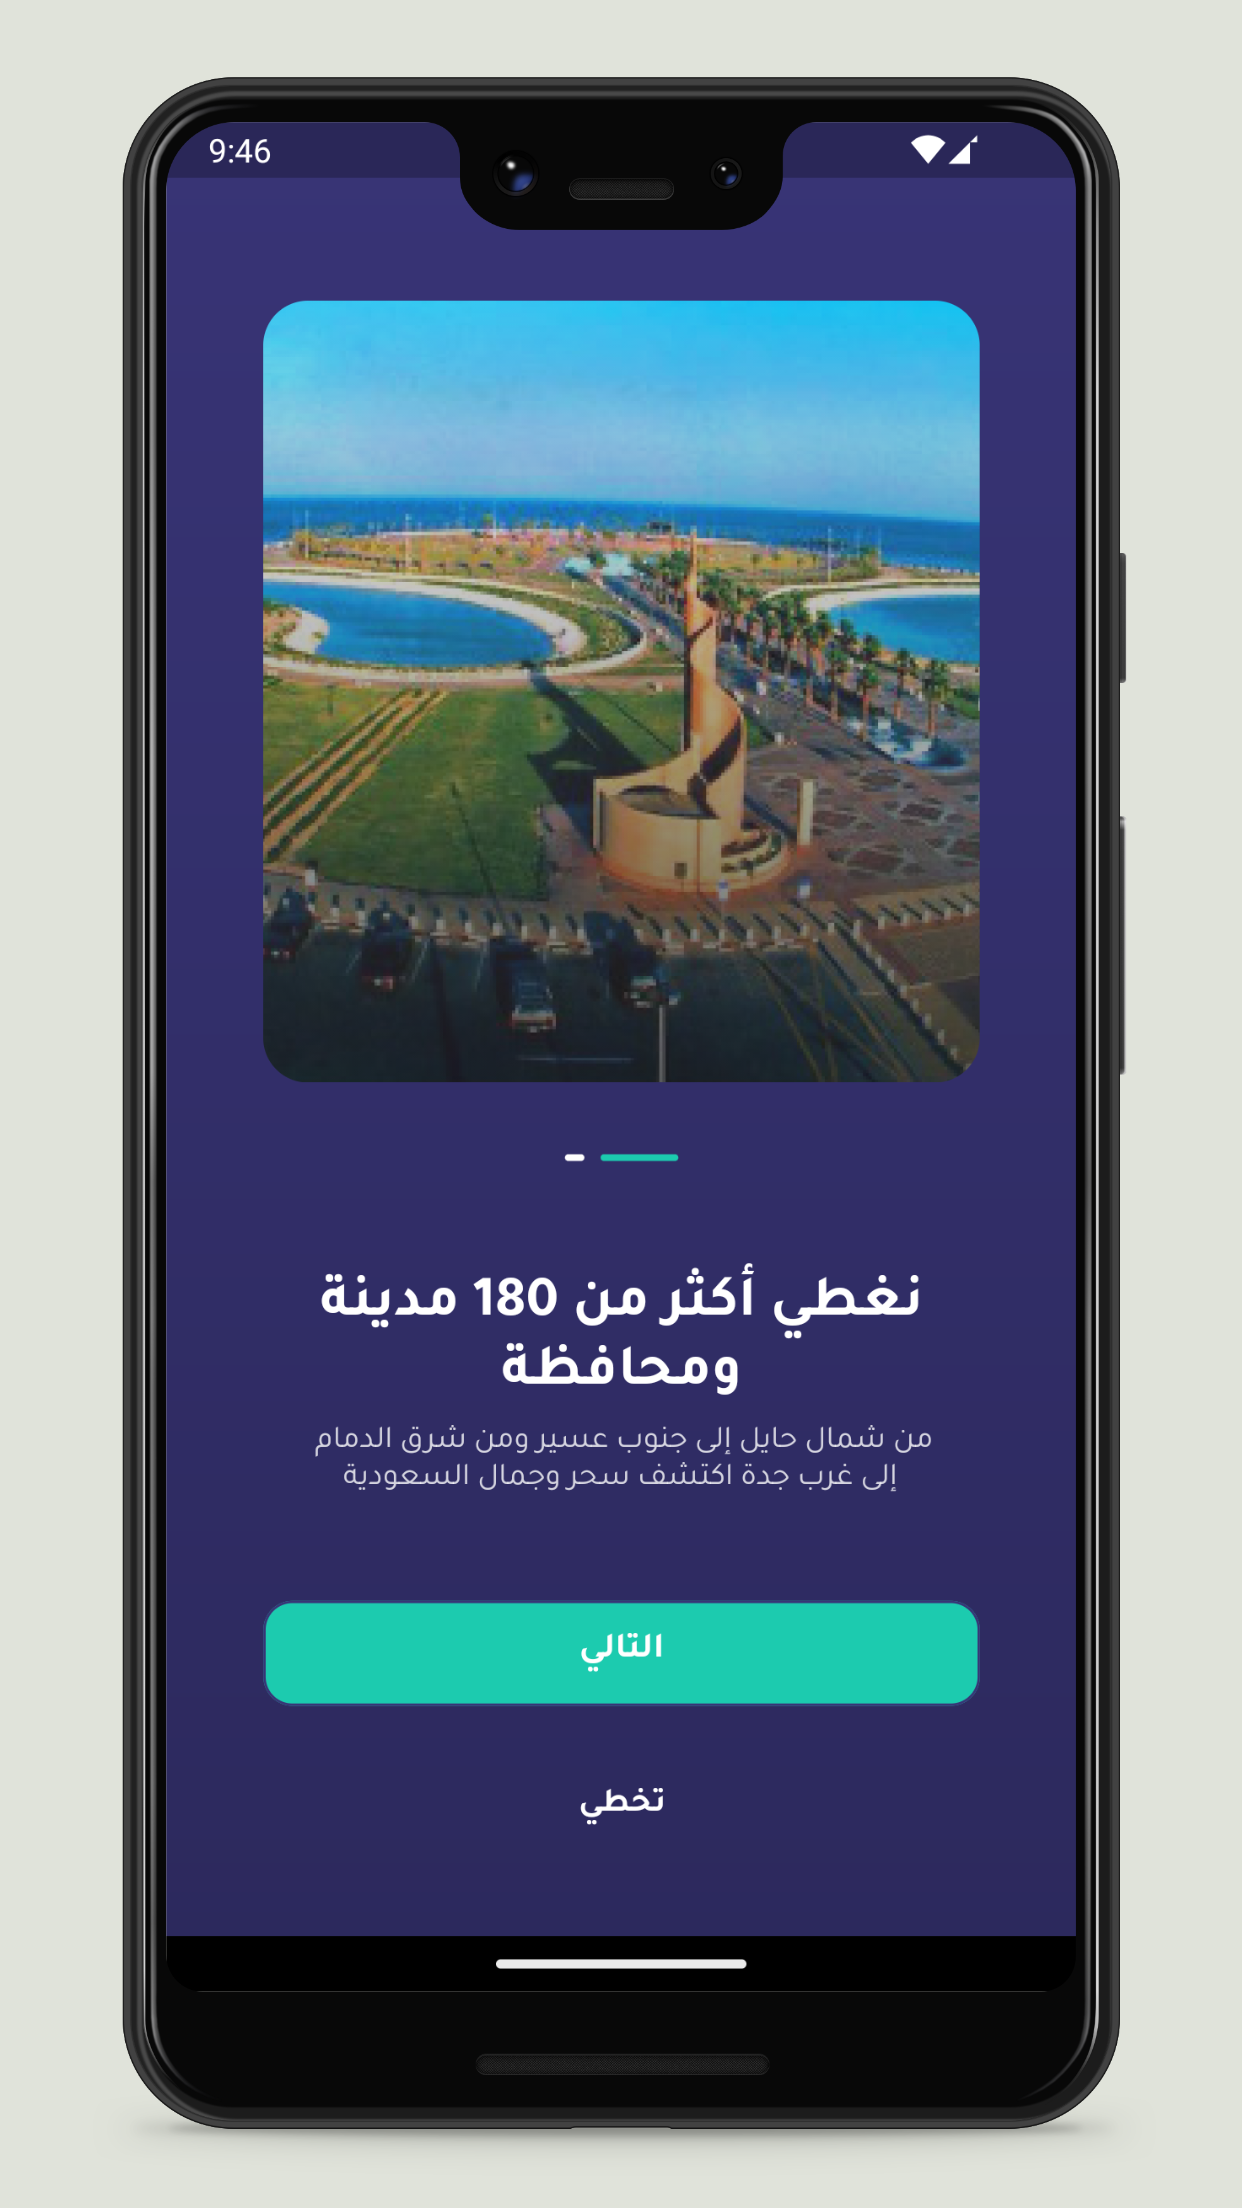 9:46
نغطي أكثر من 180 مدينة
ومحافظة
من شمال حايل إلى جنوب عسير ومن شرق الدمام
إلى غرب جدة اكتشف سحر وجمال السعودية
التالي
تخطي